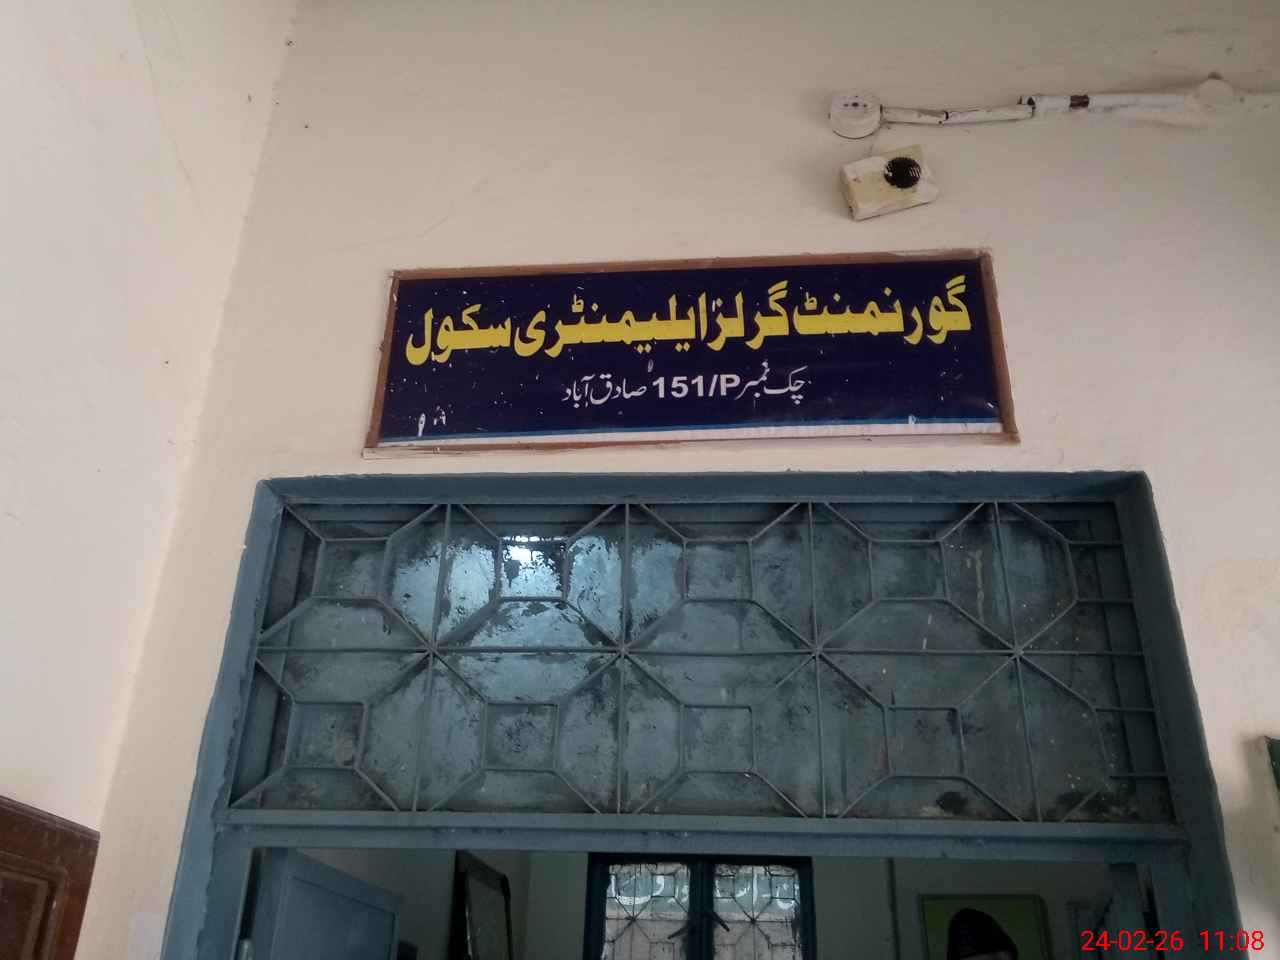 گورنمنٹ گرلز ایلیمنٹری سکول
چک نمبر 151/P صادق آباد
24-02-26 11:08